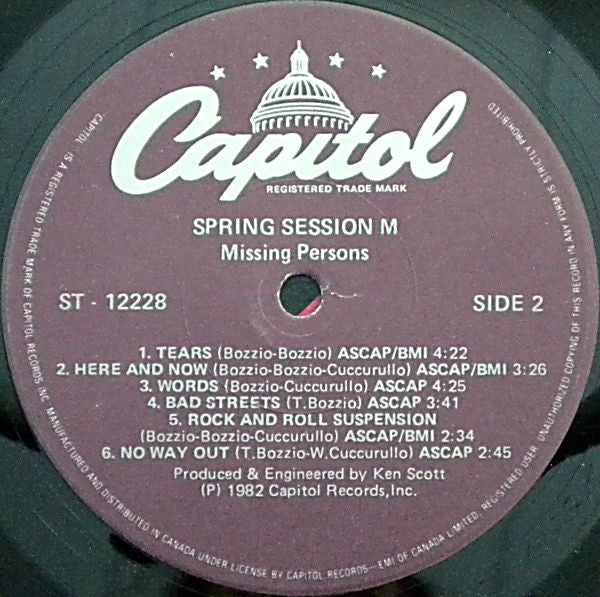 Capitol
REGISTERED TRADE MARK
SPRING SESSION M
Missing Persons
ST - 12228
SIDE 2
1. TEARS (Bozzio-Bozzio) ASCAP/BMI 4:22
2. HERE AND NOW (Bozzio-Bozzio-Cuccurullo) ASCAP/BMI 3:26
3. WORDS (Bozzio-Cuccurullo) ASCAP 4:25
4. BAD STREETS (T.Bozzio) ASCAP 3:41
5. ROCK AND ROLL SUSPENSION
(Bozzio-Bozzio-Cuccurullo) ASCAP/BMI 2:34
6. NO WAY OUT (T.Bozzio-W.Cuccurullo) ASCAP 2:45
Produced & Engineered by Ken Scott
(P) 1982 Capitol Records,Inc.
CAPITOL IS A REGISTERED TRADE MARK OF CAPITOL RECORDS INC. MANUFACTURED AND DISTRIBUTED IN CANADA UNDER LICENSE BY CAPITOL RECORDS-EMI OF CANADA LIMITED, REGISTERED USER. UNAUTHORIZED COPYING OF THIS RECORD IN ANY FORM IS STRICTLY PROHIBITED